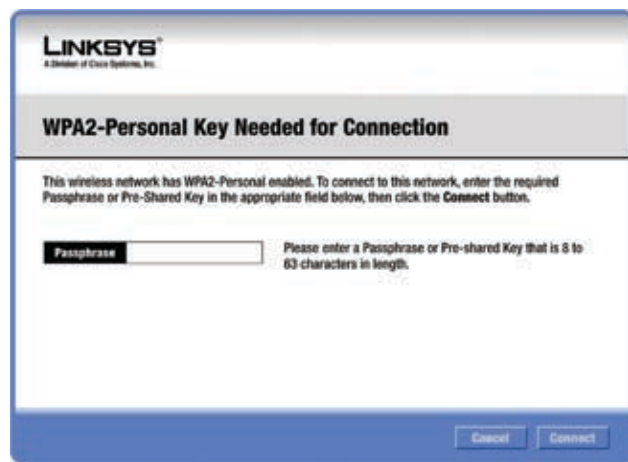 LINKSYS®
A Division of Cisco Systems, Inc.
WPA2-Personal Key Needed for Connection
This wireless network has WPA2-Personal enabled. To connect to this network, enter the required
Passphrase or Pre-Shared Key in the appropriate field below, then click the Connect button.
Passphrase
Please enter a Passphrase or Pre-shared Key that is 8 to
63 characters in length.
Cancel Connect